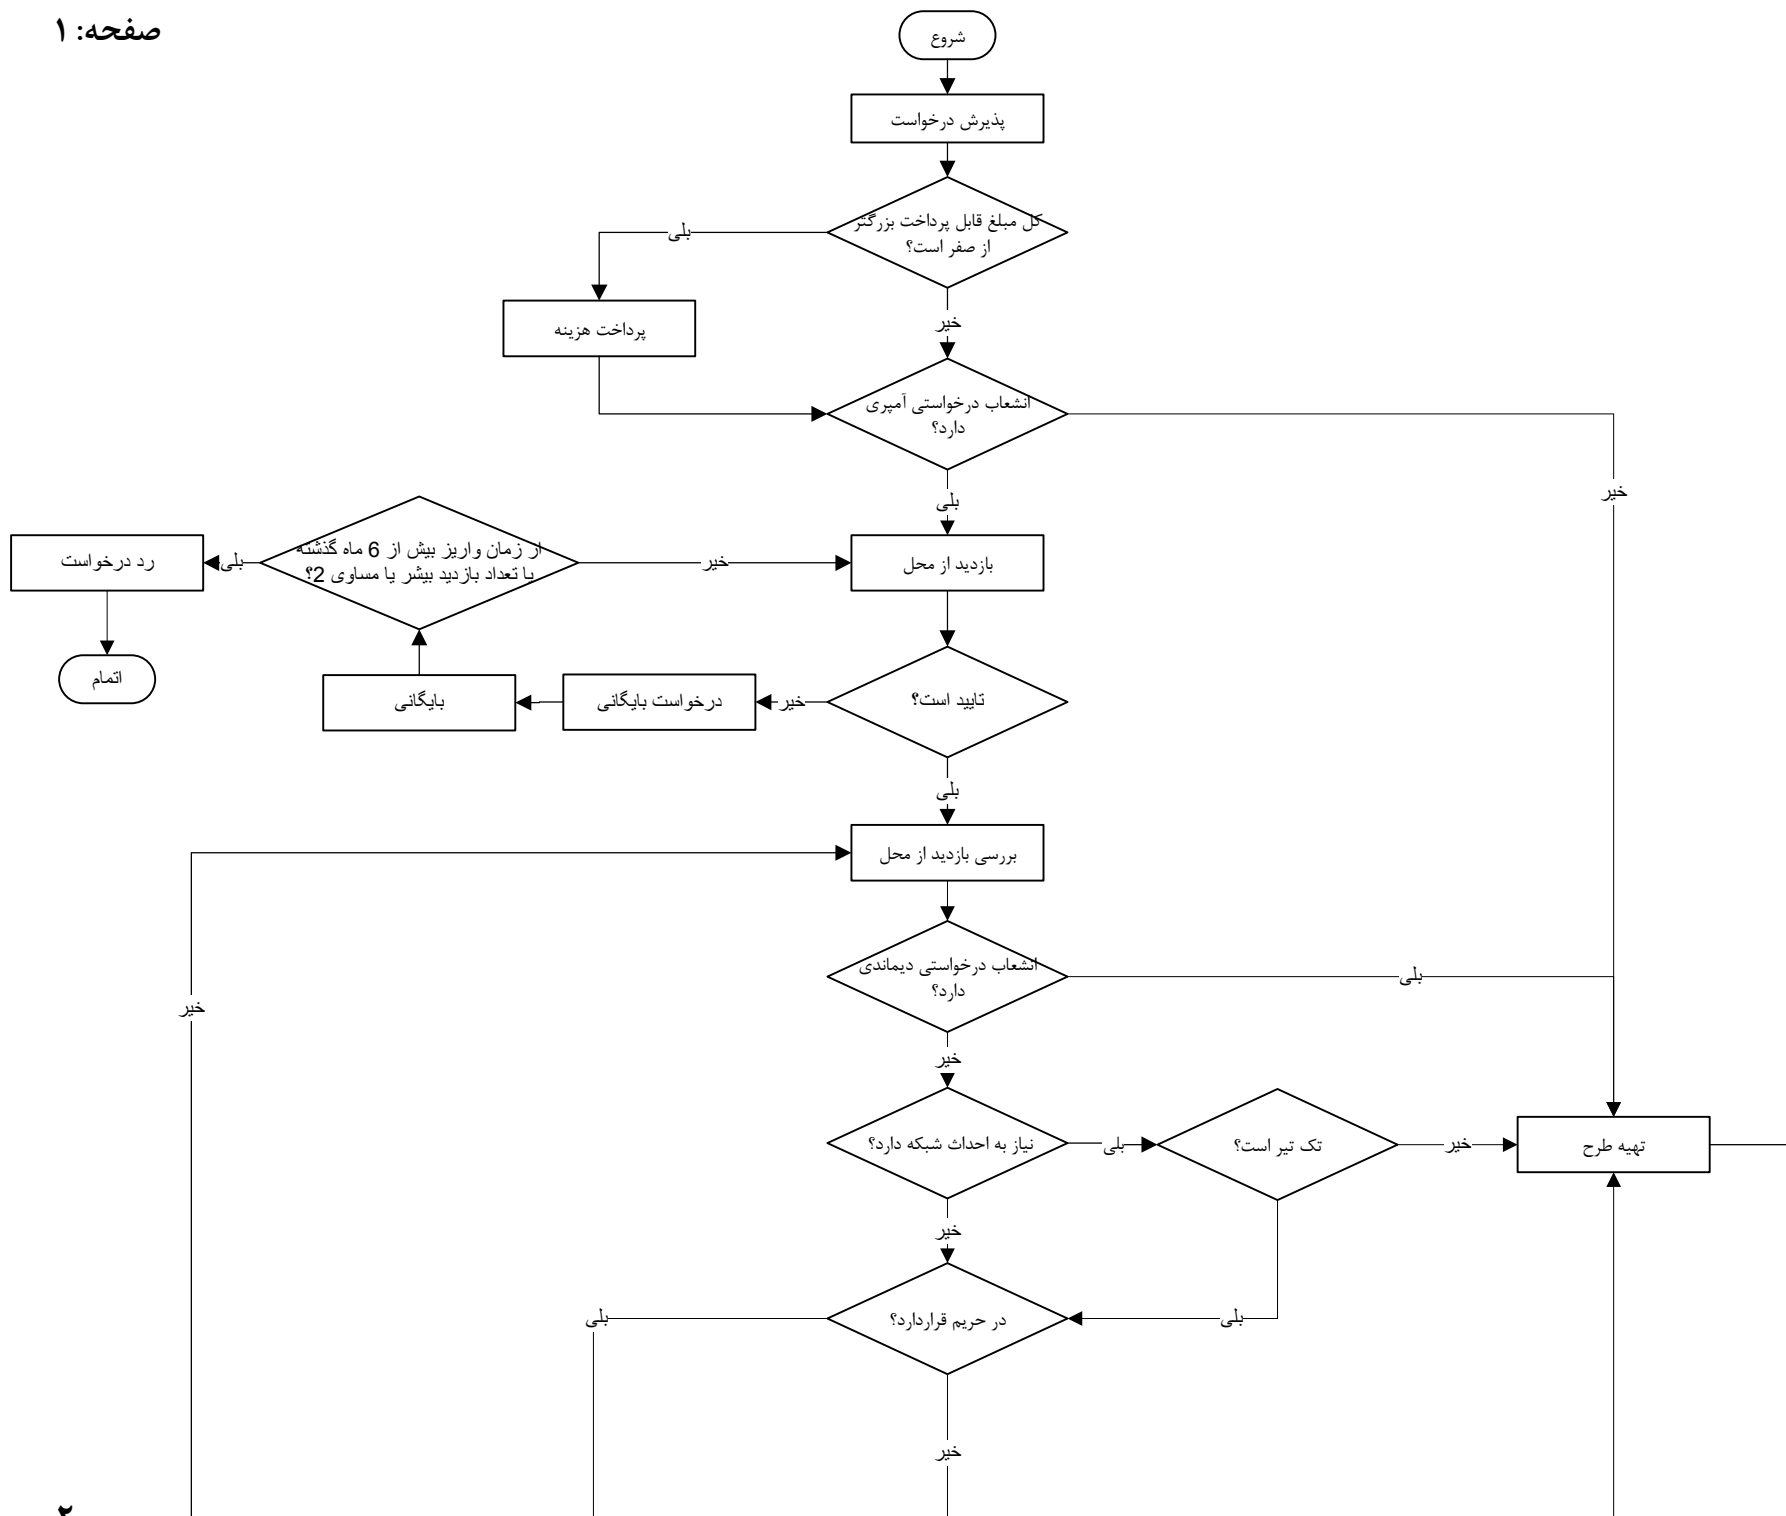 صفحه: ۱
شروع
پذیرش درخواست
کل مبلغ قابل پرداخت بزرگتر
از صفر است؟
بلی
خیر
پرداخت هزینه
انشعاب درخواستی آمپری
دارد؟
خیر
بلی
از زمان واریز بیش از 6 ماه گذشته
یا تعداد بازدید بیشر یا مساوی 2؟
بلی
خیر
رد درخواست
بازدید از محل
اتمام
تایید است؟
خیر
درخواست بایگانی
بایگانی
بلی
بررسی بازدید از محل
انشعاب درخواستی دیماندی
دارد؟
بلی
خیر
خیر
نیاز به احداث شبکه دارد؟
بلی
تک تیر است؟
خیر
تهیه طرح
خیر
در حریم قراردارد؟
بلی
بلی
خیر